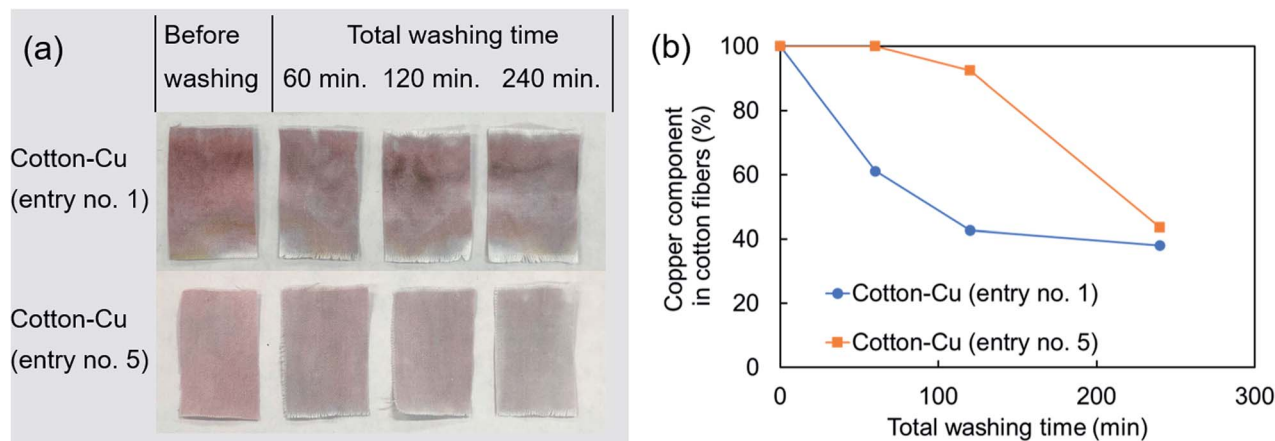 (a)
Before
washing
Total washing time
60 min. 120 min. 240 min.
Cotton-Cu
(entry no. 1)
Cotton-Cu
(entry no. 5)
(b)
Copper component
in cotton fibers (%)
100
80
60
40
20
0
Cotton-Cu (entry no. 1)
Cotton-Cu (entry no. 5)
0 100 200 300
Total washing time (min)